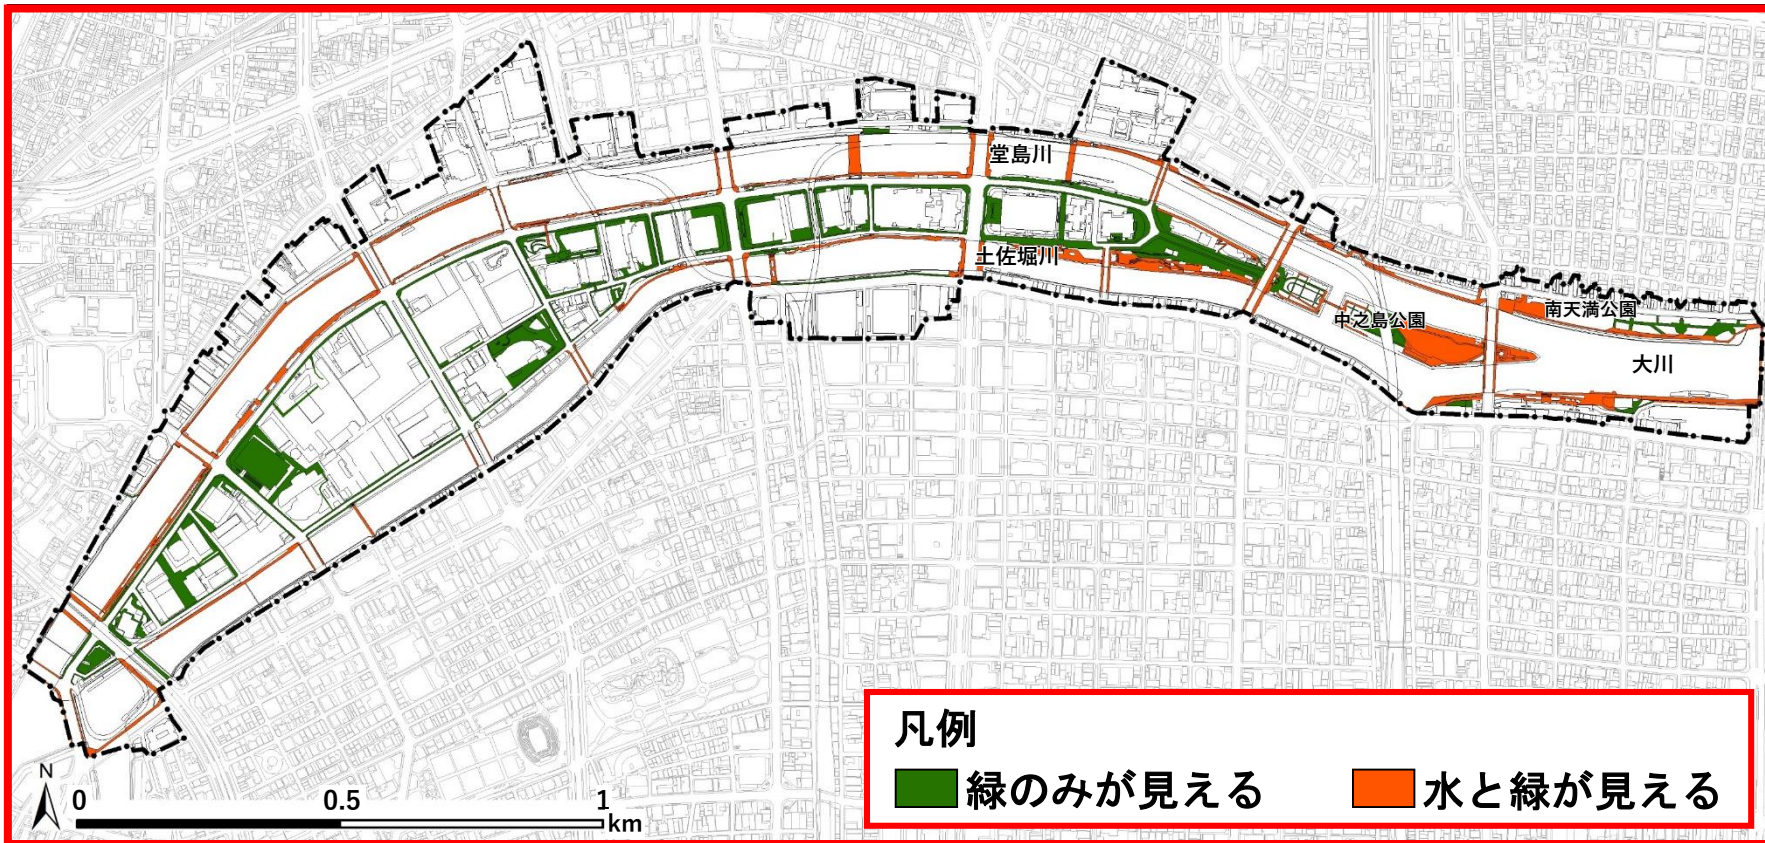 堂島川
土佐堀川
中之島公園
南天満公園
大川
凡例
緑のみが見える
水と緑が見える
N
0 0.5 1
km